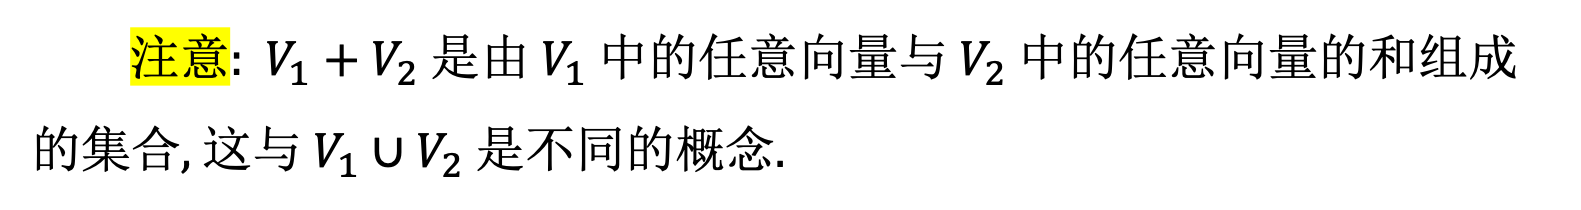 注意: V₁ + V₂ 是由 V₁ 中的任意向量与 V₂ 中的任意向量的和组成
的集合, 这与 V₁ ∪ V₂ 是不同的概念.